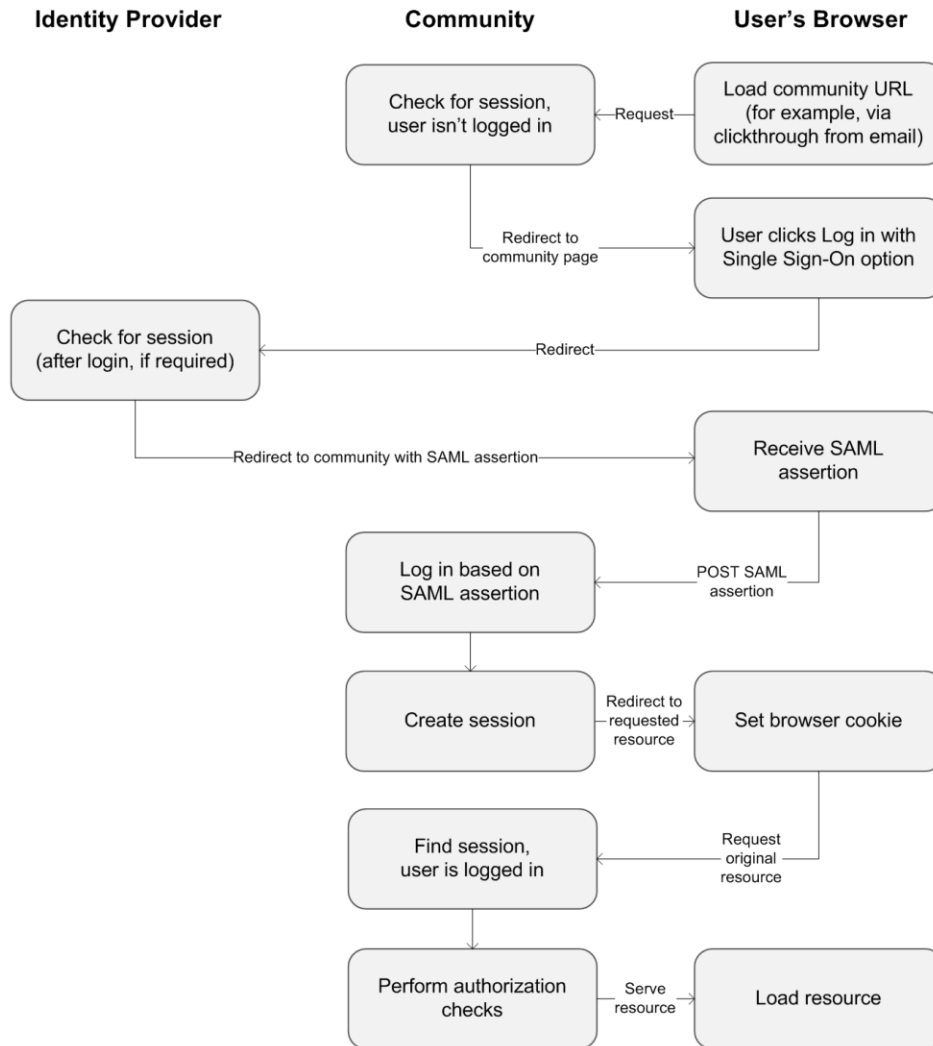 Identity Provider
Community
User's Browser
Check for session,
user isn't logged in
Request
Load community URL
(for example, via
clickthrough from email)
Redirect to
community page
User clicks Log in with
Single Sign-On option
Check for session
(after login, if required)
Redirect
Redirect to community with SAML assertion
Receive SAML
assertion
Log in based on
SAML assertion
POST SAML
assertion
Create session
Redirect to
requested
resource
Set browser cookie
Find session,
user is logged in
Request
original
resource
Perform authorization
checks
Serve
resource
Load resource